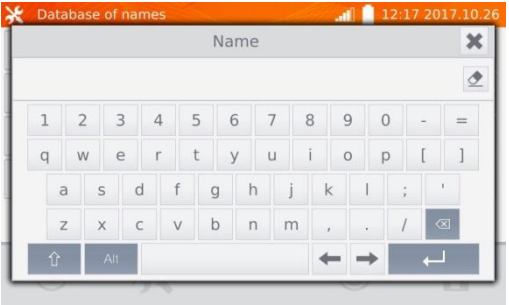 Database of names 12:17 2017.10.26
Name
1 2 3 4 5 6 7 8 9 0 - =
q w e r t y u i o p [ ]
a s d f g h j k l ; '
z x c v b n m , . /
Alt